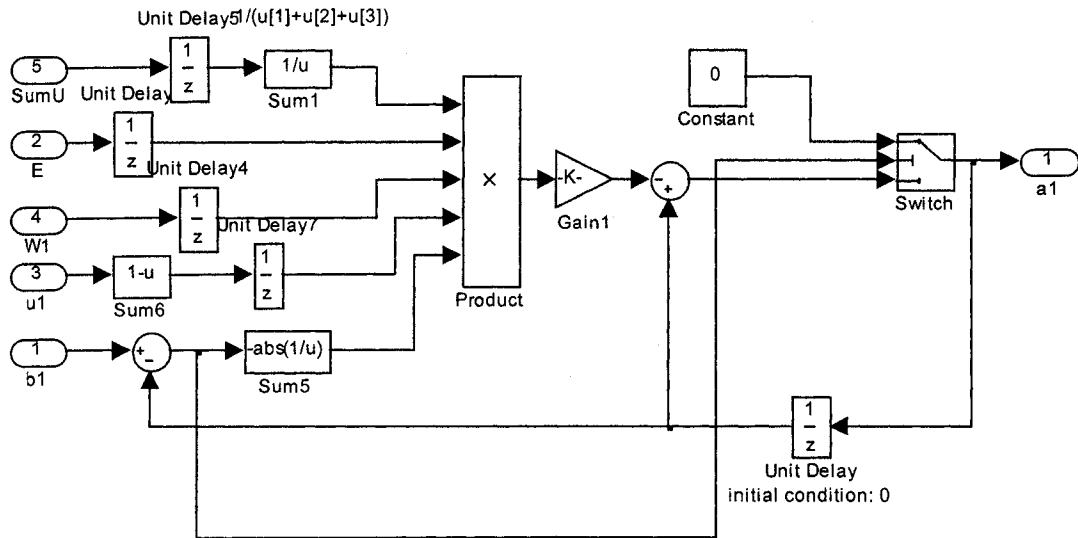 Unit Delay5
1/(u[1]+u[2]+u[3])
5
SumU
1
z
1/u
Sum1
Unit Delay
2
E
1
z
Unit Delay4
4
W1
1
z
Unit Delay7
3
u1
1-u
Sum6
1
z
1
b1
+
-
-abs(1/u)
Sum5
×
Product
-K-
Gain1
-
+
0
Constant
Switch
1
a1
1
z
Unit Delay
initial condition: 0